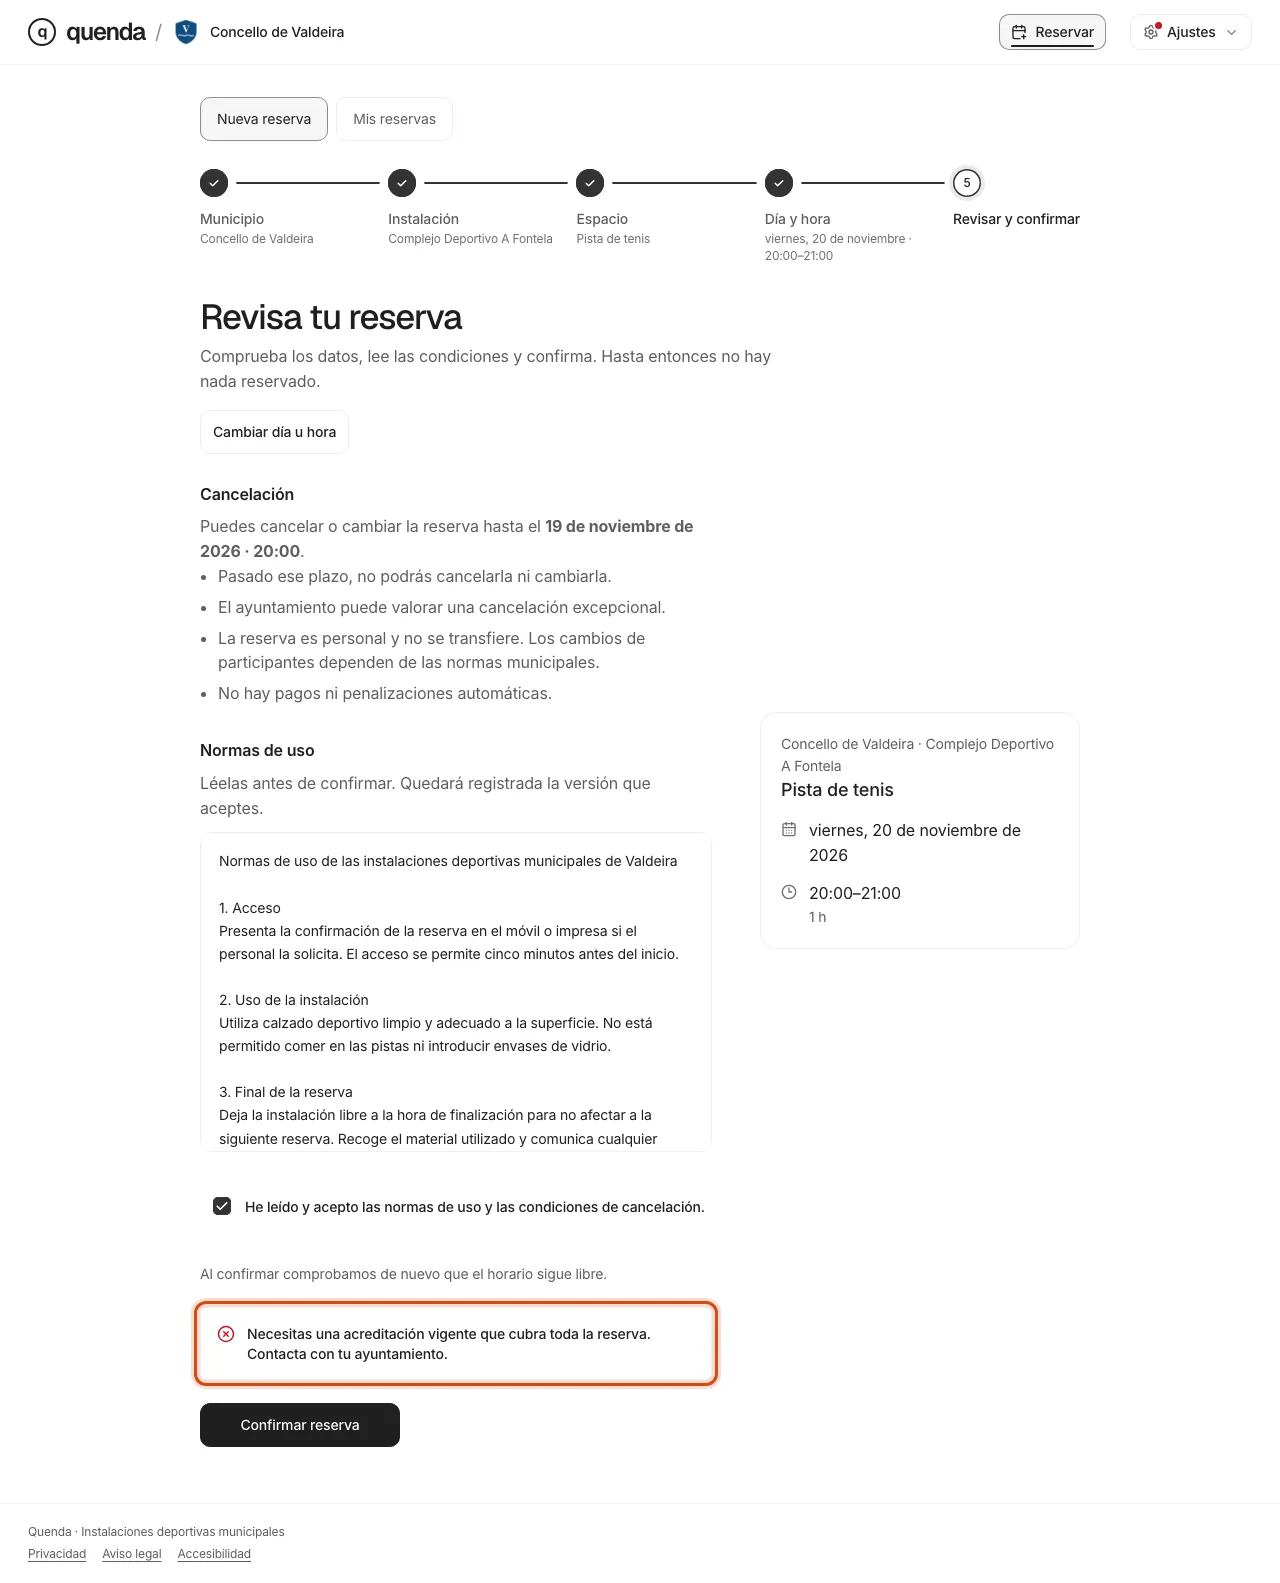 q quenda / V Concello de Valdeira
Reservar
Ajustes
Nueva reserva
Mis reservas
5
Municipio
Concello de Valdeira
Instalación
Complejo Deportivo A Fontela
Espacio
Pista de tenis
Día y hora
viernes, 20 de noviembre ·
20:00–21:00
Revisar y confirmar
Revisa tu reserva
Comprueba los datos, lee las condiciones y confirma. Hasta entonces no hay
nada reservado.
Cambiar día u hora
Cancelación
Puedes cancelar o cambiar la reserva hasta el 19 de noviembre de
2026 · 20:00.
• Pasado ese plazo, no podrás cancelarla ni cambiarla.
• El ayuntamiento puede valorar una cancelación excepcional.
• La reserva es personal y no se transfiere. Los cambios de
participantes dependen de las normas municipales.
• No hay pagos ni penalizaciones automáticas.
Normas de uso
Léelas antes de confirmar. Quedará registrada la versión que
aceptes.
Normas de uso de las instalaciones deportivas municipales de Valdeira
1. Acceso
Presenta la confirmación de la reserva en el móvil o impresa si el
personal la solicita. El acceso se permite cinco minutos antes del inicio.
2. Uso de la instalación
Utiliza calzado deportivo limpio y adecuado a la superficie. No está
permitido comer en las pistas ni introducir envases de vidrio.
3. Final de la reserva
Deja la instalación libre a la hora de finalización para no afectar a la
siguiente reserva. Recoge el material utilizado y comunica cualquier
He leído y acepto las normas de uso y las condiciones de cancelación.
Al confirmar comprobamos de nuevo que el horario sigue libre.
Necesitas una acreditación vigente que cubra toda la reserva.
Contacta con tu ayuntamiento.
Confirmar reserva
Concello de Valdeira · Complejo Deportivo
A Fontela
Pista de tenis
viernes, 20 de noviembre de
2026
20:00–21:00
1 h
Quenda · Instalaciones deportivas municipales
Privacidad
Aviso legal
Accesibilidad